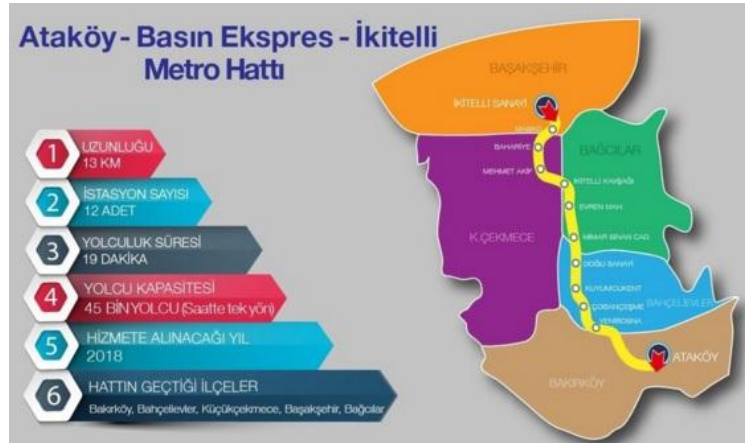 Ataköy - Basın Ekspres - İkitelli
Metro Hattı
1
UZUNLUĞU
13 KM
2
İSTASYON SAYISI
12 ADET
3
YOLCULUK SÜRESİ
19 DAKİKA
4
YOLCU KAPASİTESİ
45 BİN YOLCU (Saatte tek yön)
5
HİZMETE ALINACAĞI YIL
2018
6
HATTIN GEÇTİĞİ İLÇELER
Bakırköy, Bahçelievler, Küçükçekmece, Başakşehir, Bağcılar
BAŞAKŞEHİR
İKİTELLİ SANAYİ
BAHARİYE
BAĞCILAR
MEHMET AKİF
İKİTELLİ KAVŞAĞI
EVREN MAH.
K.ÇEKMECE
MİMAR SİNAN CAD.
DOĞU SANAYİ
KUYUMCUKENT
BAHÇELİEVLER
ÇOBANÇEŞME
YENİBOSNA
ATAKÖY
BAKIRKÖY